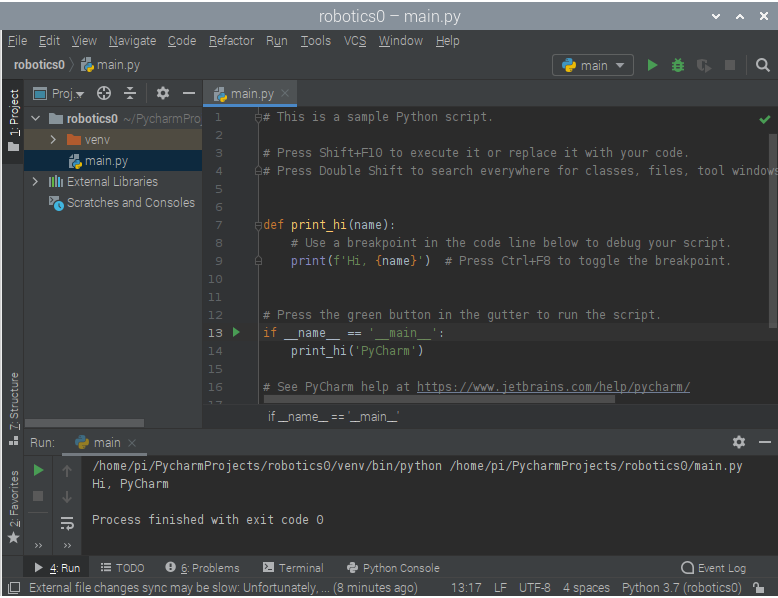 robotics0 – main.py
File Edit View Navigate Code Refactor Run Tools VCS Window Help
robotics0 main.py main
1: Project
Proj..
main.py
robotics0 ~/PycharmPro
venv
main.py
External Libraries
Scratches and Consoles
1 # This is a sample Python script.
2
3 # Press Shift+F10 to execute it or replace it with your code.
4 # Press Double Shift to search everywhere for classes, files, tool windows
5
6
7 def print_hi(name):
8 # Use a breakpoint in the code line below to debug your script.
9 print(f'Hi, {name}') # Press Ctrl+F8 to toggle the breakpoint.
10
11
12 # Press the green button in the gutter to run the script.
13 if __name__ == '__main__':
14 print_hi('PyCharm')
15
16 # See PyCharm help at https://www.jetbrains.com/help/pycharm/
17
if __name__ == '__main__'
Z: Structure
2: Favorites
Run: main
/home/pi/PycharmProjects/robotics0/venv/bin/python /home/pi/PycharmProjects/robotics0/main.py
Hi, PyCharm
Process finished with exit code 0
4: Run TODO 6: Problems Terminal Python Console Event Log
External file changes sync may be slow: Unfortunately, ... (8 minutes ago) 13:17 LF UTF-8 4 spaces Python 3.7 (robotics0)